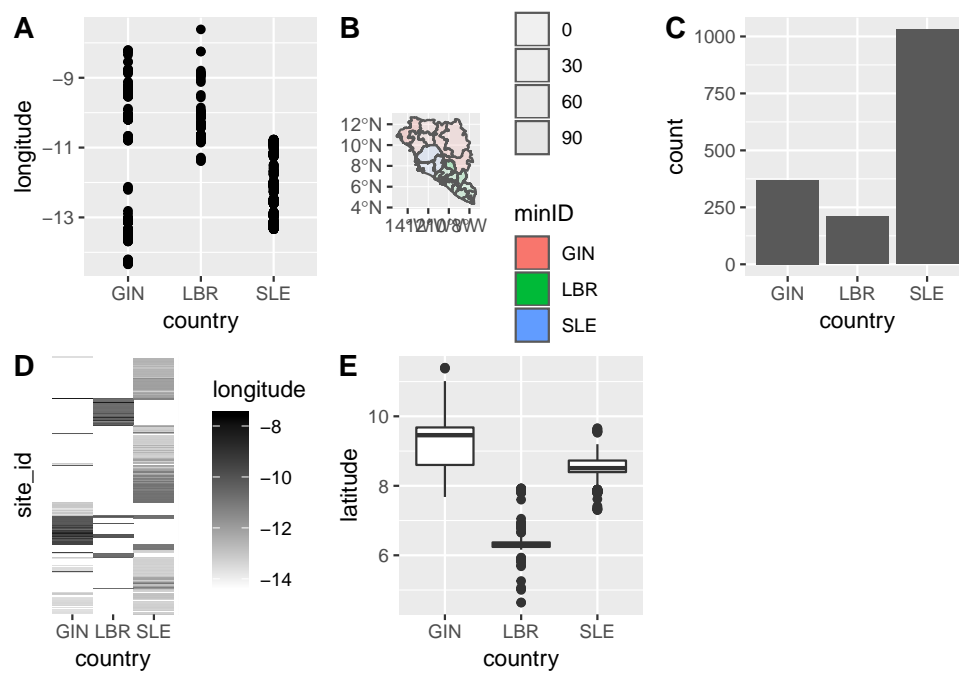 A
longitude
−9
−11
−13
GIN LBR SLE
country
B
12°N
10°N
8°N
6°N
4°N
0
30
60
90
minID
GIN
LBR
SLE
C
count
1000
750
500
250
0
GIN LBR SLE
country
D
site_id
GIN LBR SLE
country
longitude
−8
−10
−12
−14
E
latitude
10
8
6
GIN LBR SLE
country